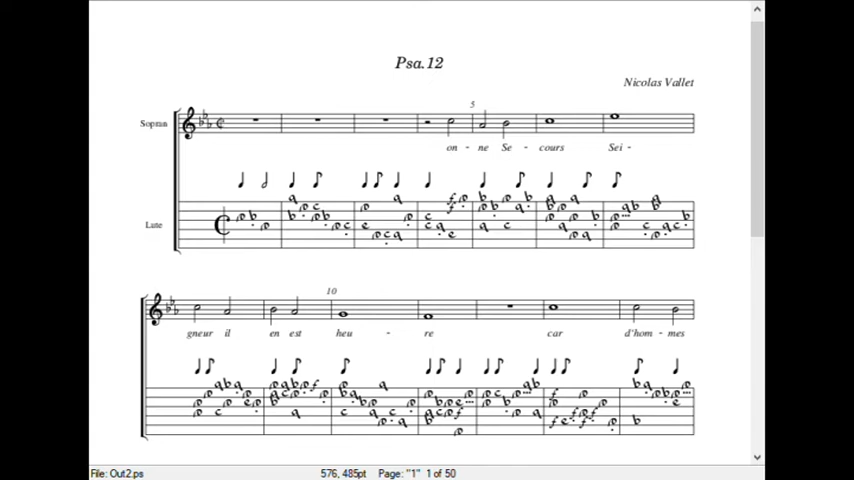 Psa.12
Nicolas Vallet
5
Sopran
on- ne Se- cours Sei-
Lute
10
gneur il en est heu - re car d'hom - mes
File: Out2.ps 576, 485pt Page: "1" 1 of 50